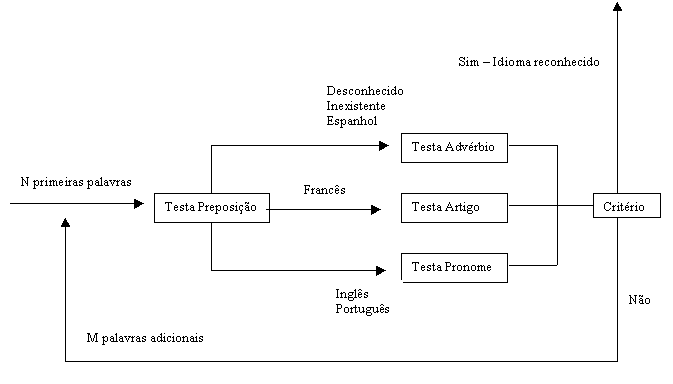 Sim – Idioma reconhecido
Desconhecido
Inexistente
Espanhol
Testa Advérbio
N primeiras palavras
Francês
Testa Preposição
Testa Artigo
Critério
Testa Pronome
Inglês
Português
Não
M palavras adicionais